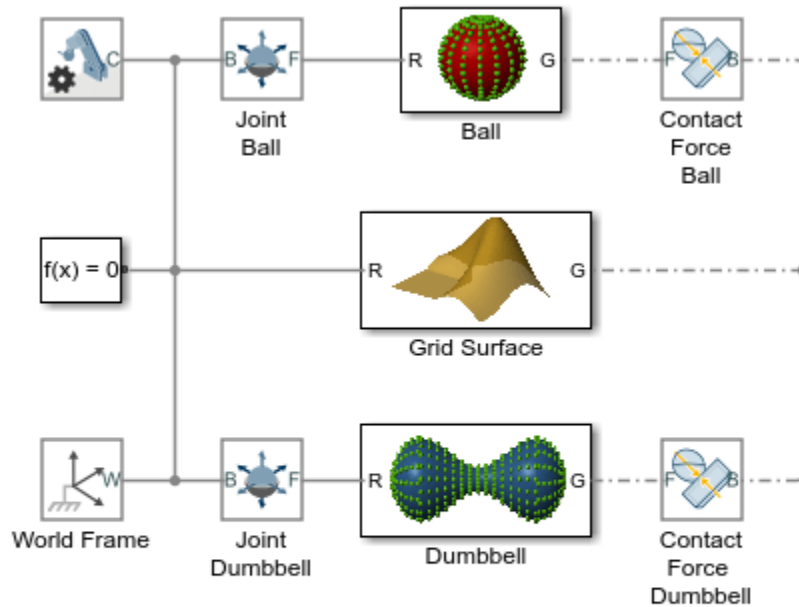 C B F R G F B
Joint Ball
Ball
Contact Force Ball
f(x) = 0 R G
Grid Surface
W B F R G F B
World Frame
Joint Dumbbell
Dumbbell
Contact Force Dumbbell